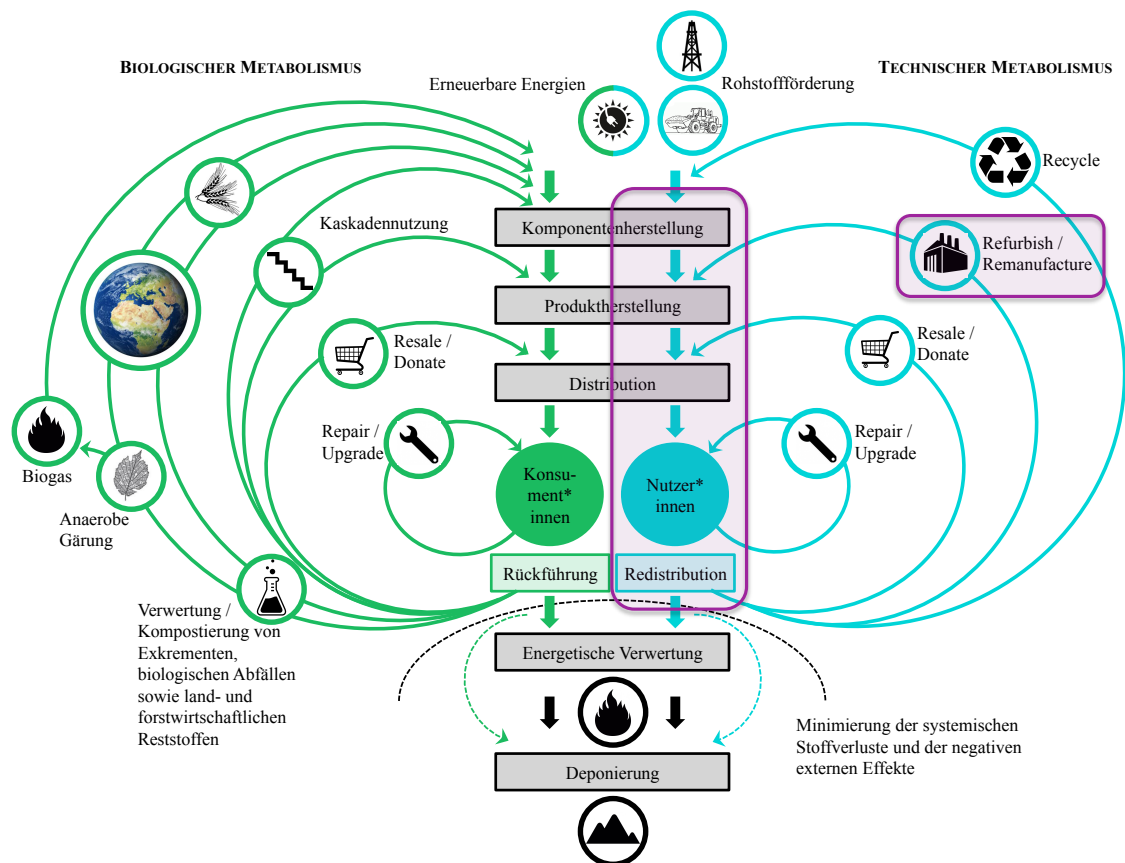 BIOLOGISCHER METABOLISMUS
TECHNISCHER METABOLISMUS
Erneuerbare Energien
Rohstoffförderung
Recycle
Kaskadennutzung
Komponentenherstellung
Refurbish /
Remanufacture
Produktherstellung
Resale /
Donate
Distribution
Resale /
Donate
Repair /
Upgrade
Konsu-
ment*
innen
Nutzer*
innen
Repair /
Upgrade
Biogas
Anaerobe
Gärung
Rückführung
Redistribution
Verwertung /
Kompostierung von
Exkrementen,
biologischen Abfällen
sowie land- und
forstwirtschaftlichen
Reststoffen
Energetische Verwertung
Minimierung der systemischen
Stoffverluste und der negativen
externen Effekte
Deponierung